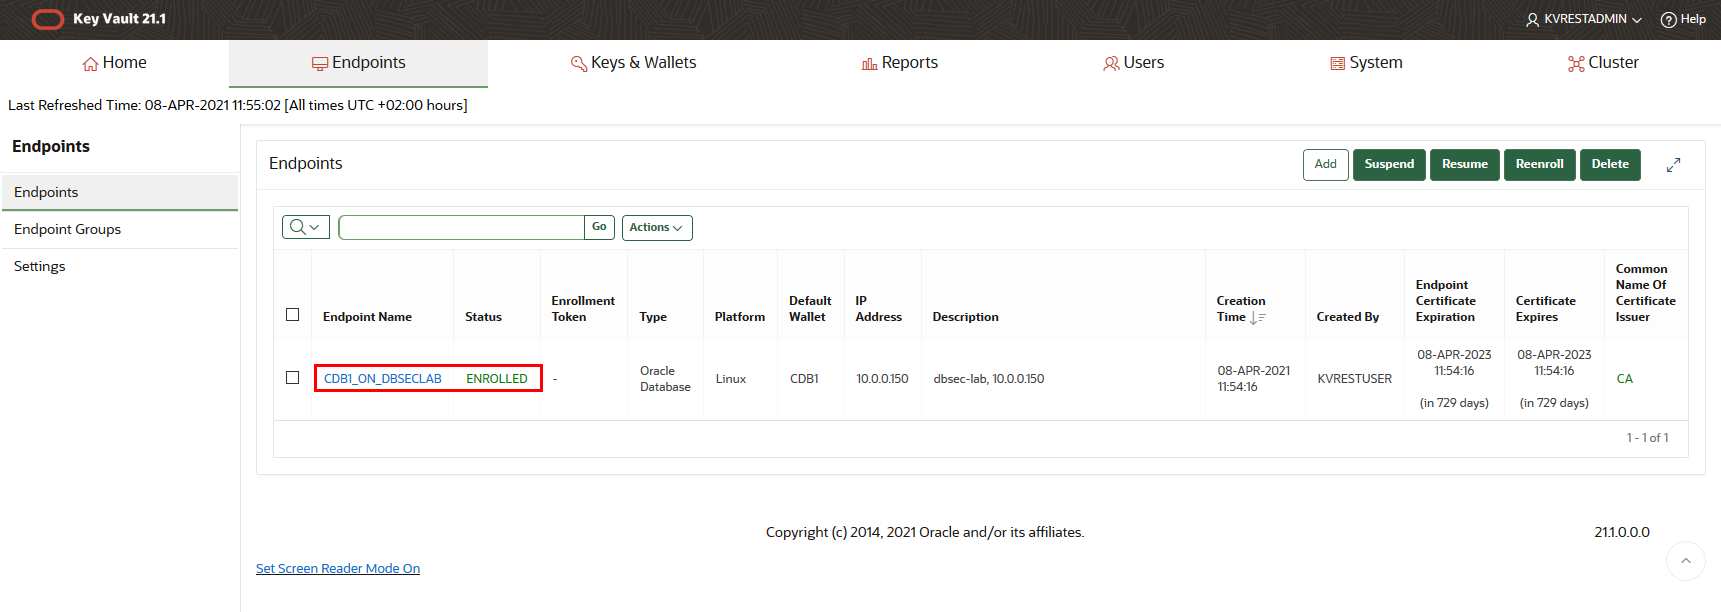 Key Vault 21.1
KVRESTADMIN
Help
Home
Endpoints
Keys & Wallets
Reports
Users
System
Cluster
Last Refreshed Time: 08-APR-2021 11:55:02 [All times UTC +02:00 hours]
Endpoints
Endpoints
Endpoint Groups
Settings
Endpoints
Add
Suspend
Resume
Reenroll
Delete
Go
Actions
Endpoint Name
Status
Enrollment
Token
Type
Platform
Default
Wallet
IP
Address
Description
Creation
Time
Created By
Endpoint
Certificate
Expiration
Certificate
Expires
Common
Name Of
Certificate
Issuer
CDB1_ON_DBSECLAB
ENROLLED
-
Oracle
Database
Linux
CDB1
10.0.0.150
dbsec-lab, 10.0.0.150
08-APR-2021
11:54:16
KVRESTUSER
08-APR-2023
11:54:16
(in 729 days)
08-APR-2023
11:54:16
(in 729 days)
CA
1 - 1 of 1
Copyright (c) 2014, 2021 Oracle and/or its affiliates.
21.1.0.0.0
Set Screen Reader Mode On